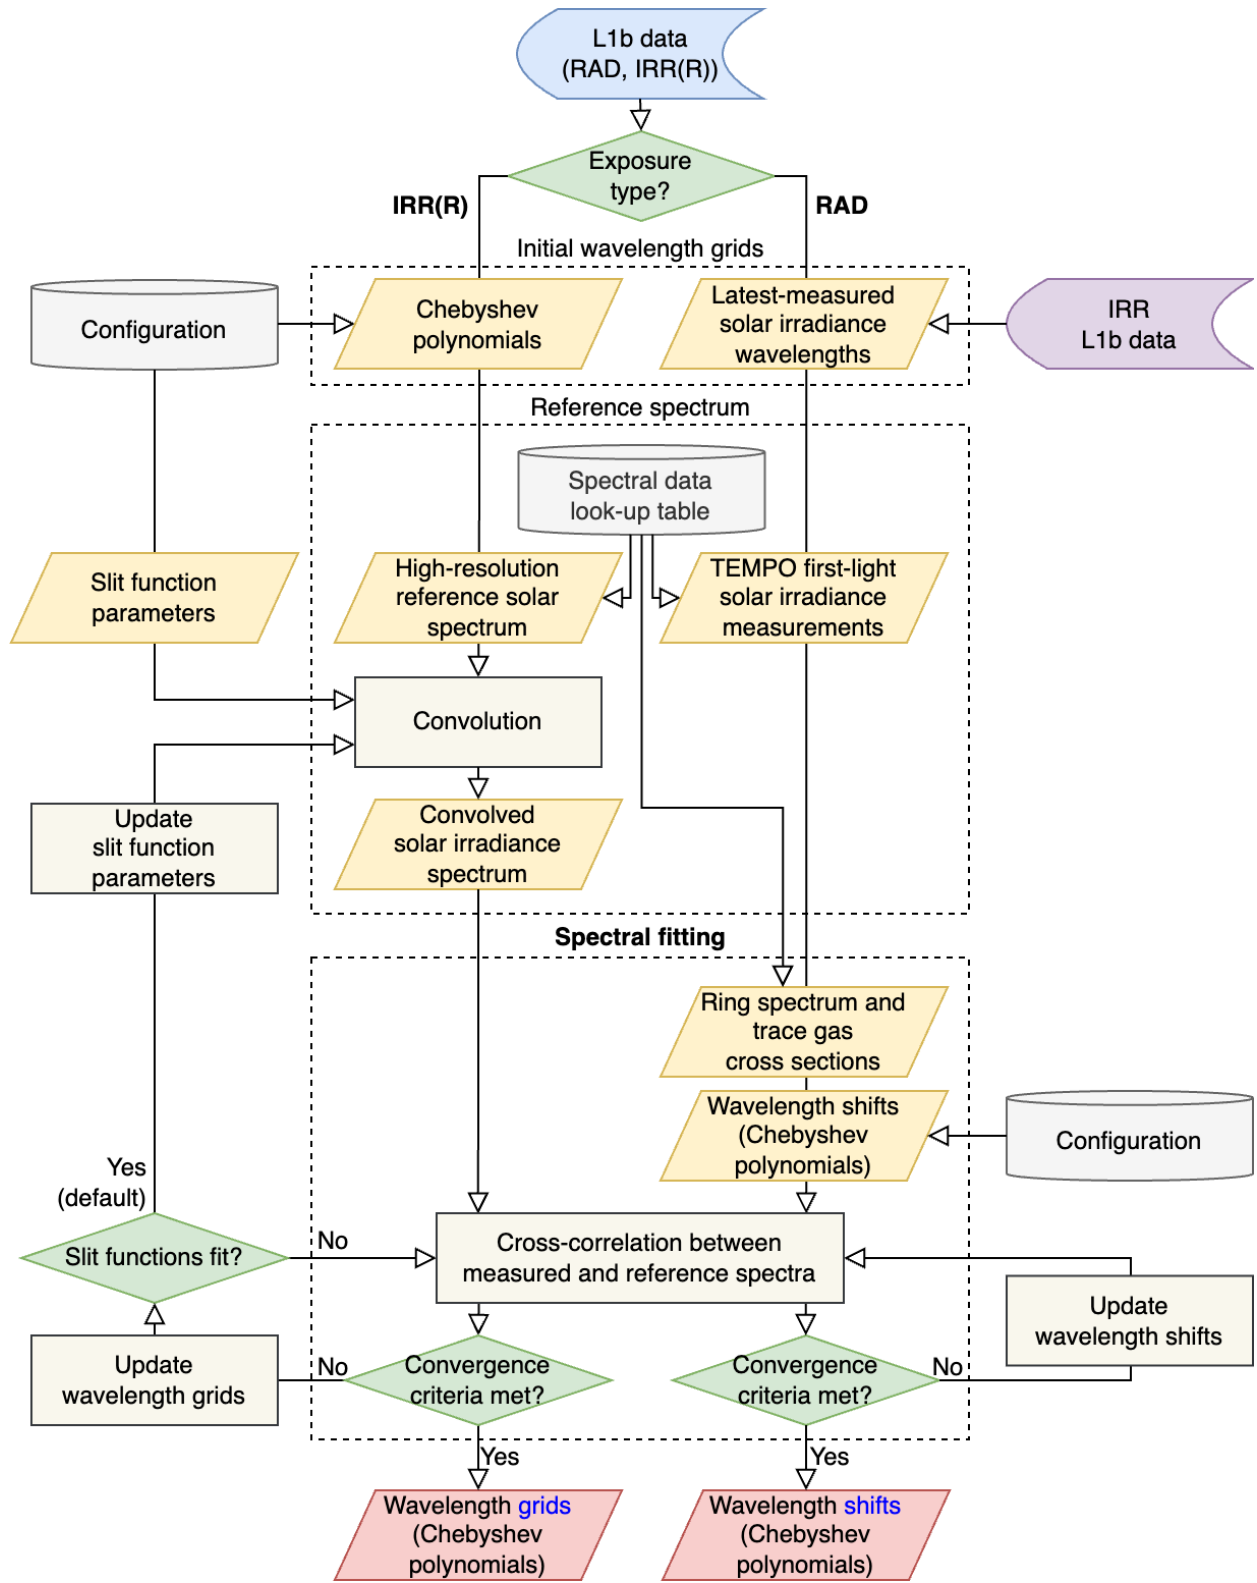 L1b data
(RAD, IRR(R))
Exposure
type?
IRR(R)
RAD
Initial wavelength grids
Configuration
Chebyshev
polynomials
Latest-measured
solar irradiance
wavelengths
IRR
L1b data
Reference spectrum
Spectral data
look-up table
Slit function
parameters
High-resolution
reference solar
spectrum
TEMPO first-light
solar irradiance
measurements
Convolution
Update
slit function
parameters
Convolved
solar irradiance
spectrum
Spectral fitting
Ring spectrum and
trace gas
cross sections
Wavelength shifts
(Chebyshev
polynomials)
Configuration
Yes
(default)
Slit functions fit?
No
Cross-correlation between
measured and reference spectra
Update
wavelength shifts
Update
wavelength grids
No
Convergence
criteria met?
Convergence
criteria met?
No
Yes
Yes
Wavelength grids
(Chebyshev
polynomials)
Wavelength shifts
(Chebyshev
polynomials)